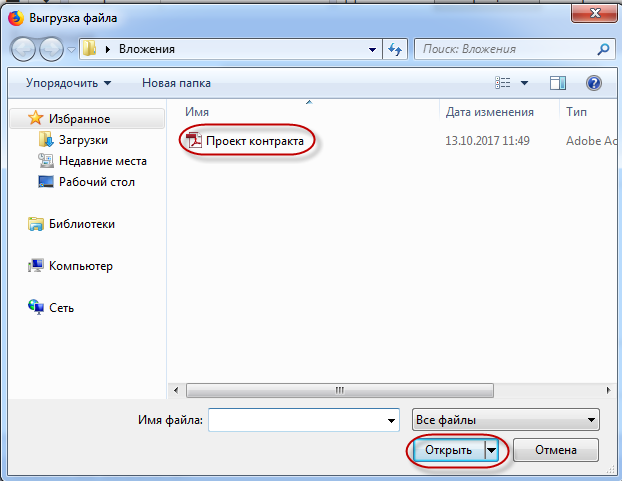 Выгрузка файла
Вложения
Поиск: Вложения
Упорядочить
Новая папка
Имя
Дата изменения
Тип
Избранное
Загрузки
Недавние места
Рабочий стол
Библиотеки
Компьютер
Сеть
Проект контракта
13.10.2017 11:49
Adobe Ac
Имя файла:
Все файлы
Открыть
Отмена